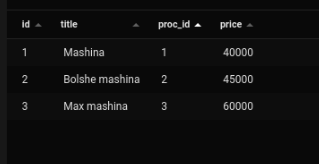 id title proc_id price
1 Mashina 1 40000
2 Bolshe mashina 2 45000
3 Max mashina 3 60000